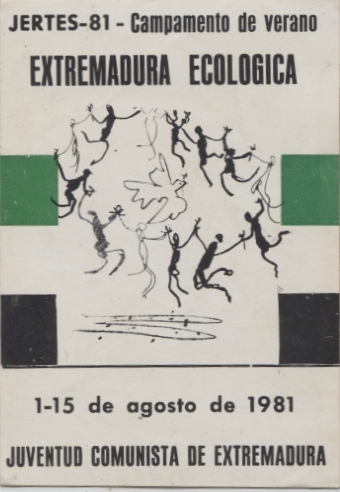 JERTES-81 - Campamento de verano
EXTREMADURA ECOLOGICA
1-15 de agosto de 1981
JUVENTUD COMUNISTA DE EXTREMADURA